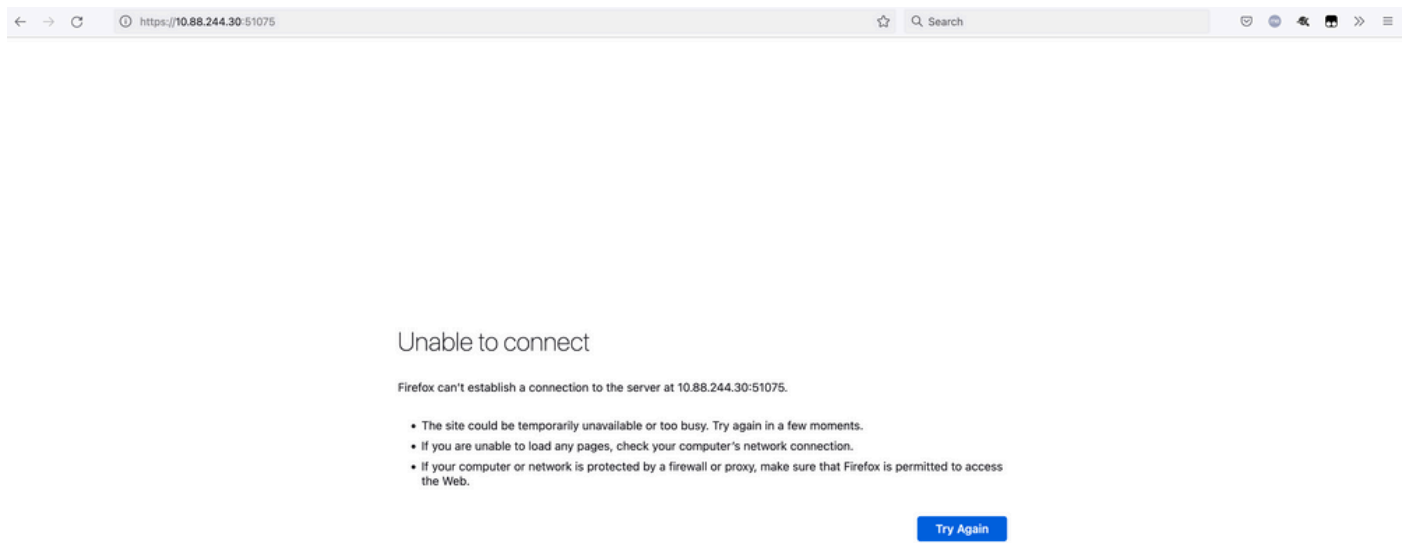 https://10.88.244.30:51075
Search
Unable to connect
Firefox can't establish a connection to the server at 10.88.244.30:51075.
• The site could be temporarily unavailable or too busy. Try again in a few moments.
• If you are unable to load any pages, check your computer's network connection.
• If your computer or network is protected by a firewall or proxy, make sure that Firefox is permitted to access
the Web.
Try Again